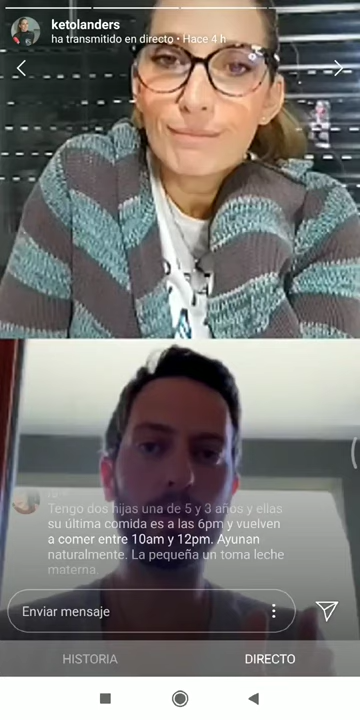 ketolanders
ha transmitido en directo • Hace 4 h
Tengo dos hijas una de 5 y 3 años y ellas
su última comida es a las 6pm y vuelven
a comer entre 10am y 12pm. Ayunan
naturalmente. La pequeña un toma leche
materna.
Enviar mensaje
HISTORIA
DIRECTO